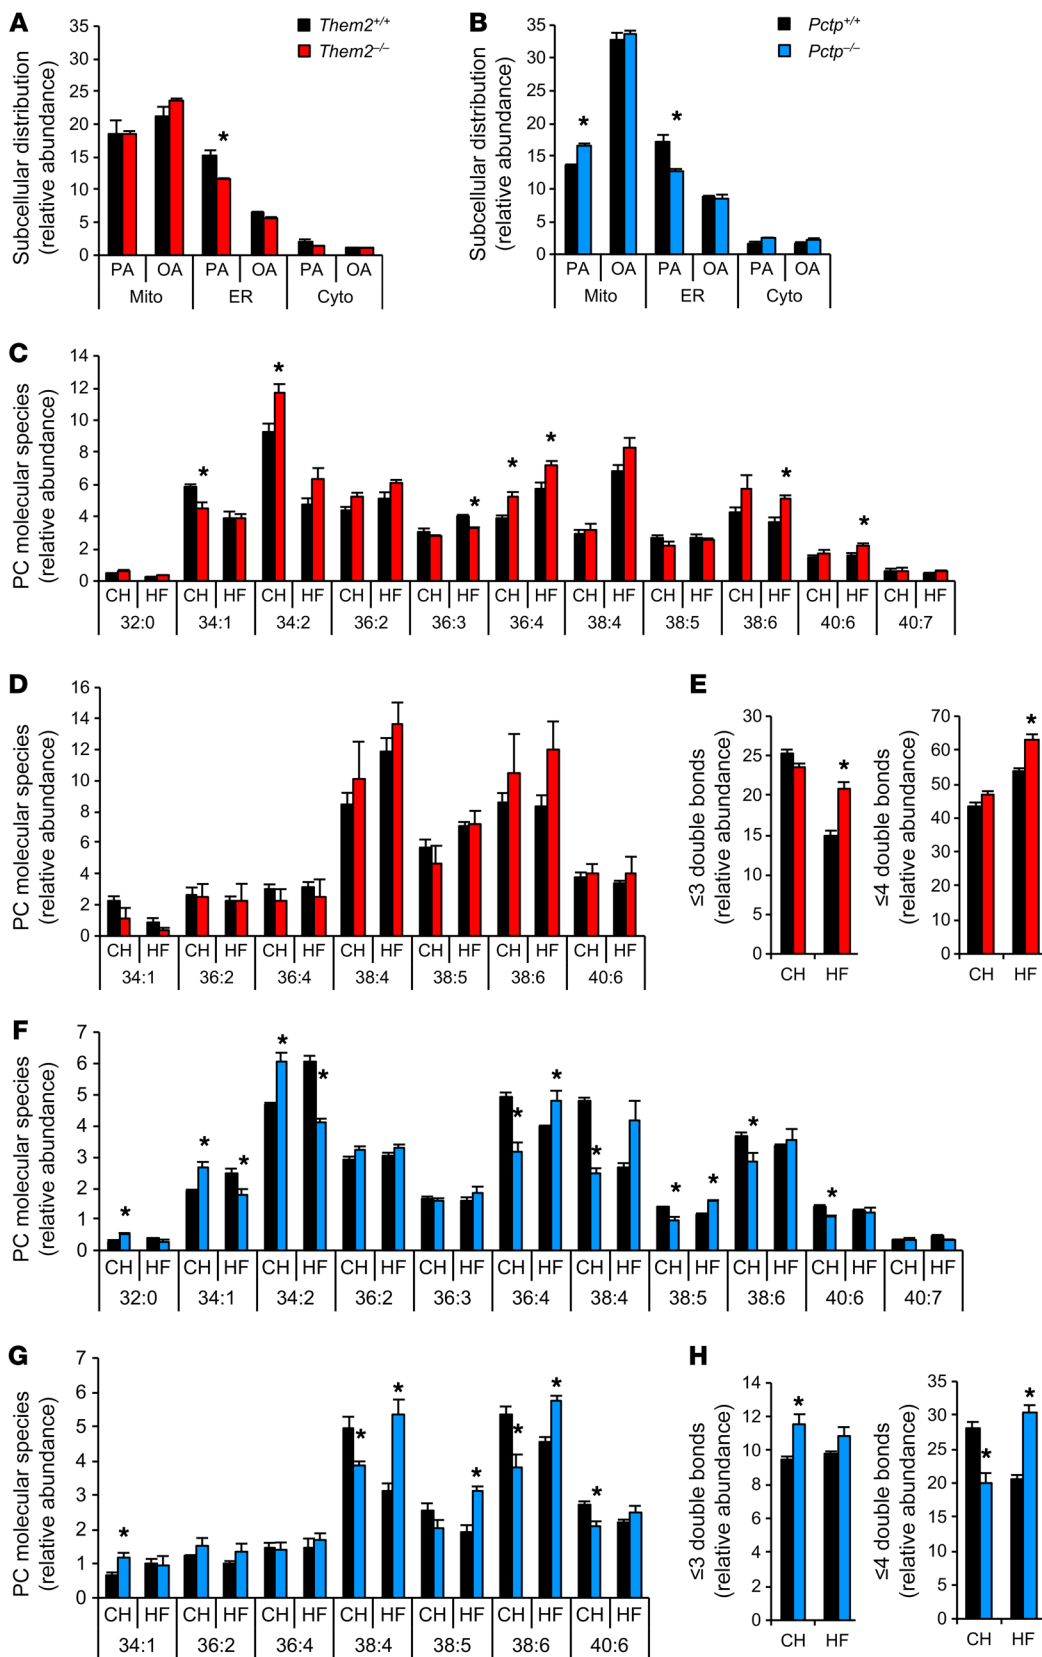 A
Them2+/+
Them2–/–
Subcellular distribution
(relative abundance)
35
30
25
20
15
10
5
0
*
PA OA PA OA PA OA
Mito ER Cyto
B
Pctp+/+
Pctp–/–
Subcellular distribution
(relative abundance)
35
30
25
20
15
10
5
0
* *
PA OA PA OA PA OA
Mito ER Cyto
C
PC molecular species
(relative abundance)
14
12
10
8
6
4
2
0
* * * * * * *
CH HF CH HF CH HF CH HF CH HF CH HF CH HF CH HF CH HF CH HF CH HF
32:0 34:1 34:2 36:2 36:3 36:4 38:4 38:5 38:6 40:6 40:7
D
PC molecular species
(relative abundance)
16
14
12
10
8
6
4
2
0
CH HF CH HF CH HF CH HF CH HF CH HF CH HF
34:1 36:2 36:4 38:4 38:5 38:6 40:6
E
≤3 double bonds
(relative abundance)
30
25
20
15
10
5
0
*
CH HF
≤4 double bonds
(relative abundance)
70
60
50
40
30
20
10
0
*
CH HF
F
PC molecular species
(relative abundance)
7
6
5
4
3
2
1
0
* * * * * * * * * * * *
CH HF CH HF CH HF CH HF CH HF CH HF CH HF CH HF CH HF CH HF CH HF
32:0 34:1 34:2 36:2 36:3 36:4 38:4 38:5 38:6 40:6 40:7
G
PC molecular species
(relative abundance)
7
6
5
4
3
2
1
0
* * * * * * *
CH HF CH HF CH HF CH HF CH HF CH HF CH HF
34:1 36:2 36:4 38:4 38:5 38:6 40:6
H
≤3 double bonds
(relative abundance)
14
12
10
8
6
4
2
0
*
CH HF
≤4 double bonds
(relative abundance)
35
30
25
20
15
10
5
0
* *
CH HF